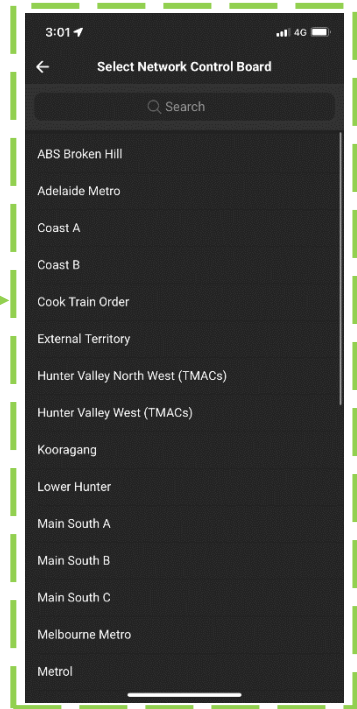 3:01
4G
Select Network Control Board
Search
ABS Broken Hill
Adelaide Metro
Coast A
Coast B
Cook Train Order
External Territory
Hunter Valley North West (TMACs)
Hunter Valley West (TMACs)
Kooragang
Lower Hunter
Main South A
Main South B
Main South C
Melbourne Metro
Metrol